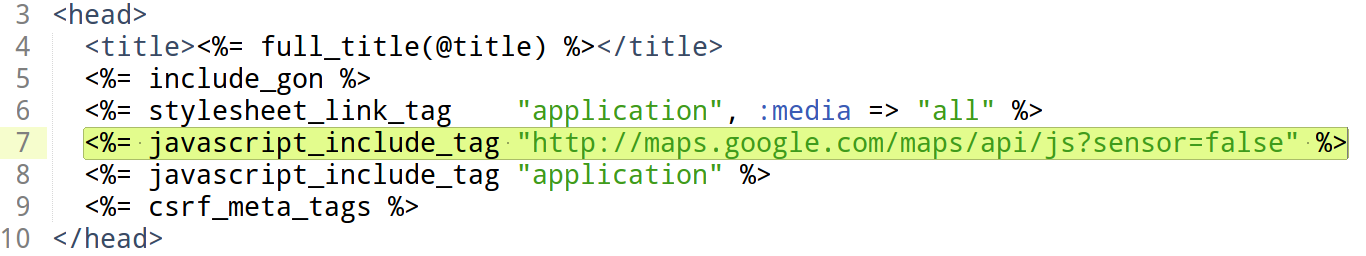 3 <head>
4   <title><%= full_title(@title) %></title>
5   <%= include_gon %>
6   <%= stylesheet_link_tag    "application", :media => "all" %>
7   <%= javascript_include_tag "http://maps.google.com/maps/api/js?sensor=false" %>
8   <%= javascript_include_tag "application" %>
9   <%= csrf_meta_tags %>
10 </head>